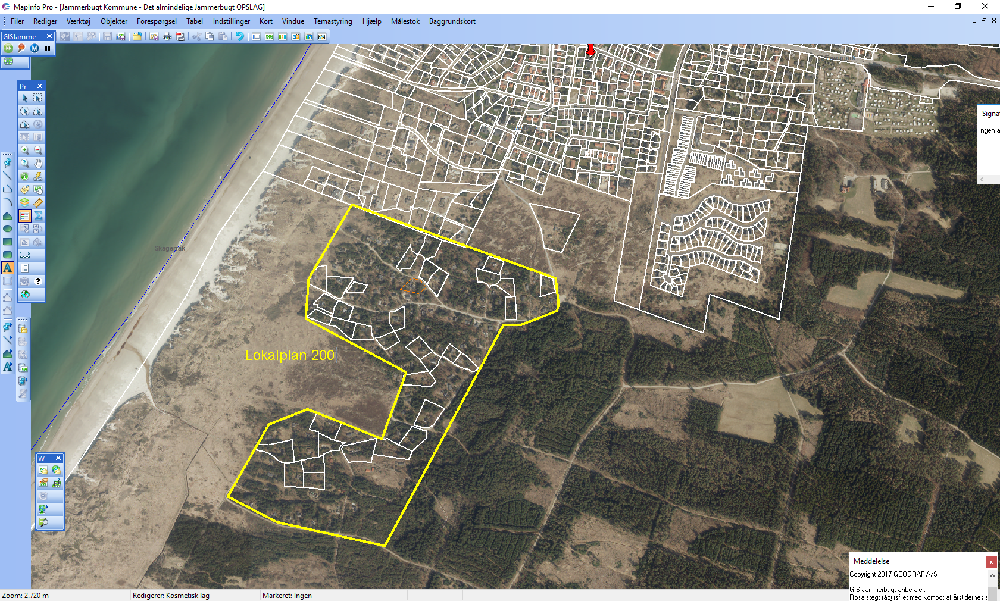 MapInfo Pro - [Jammerbugt Kommune - Det almindelige Jammerbugt OPSLAG]
Filer Rediger Værktøj Objekter Forespørgsel Tabel Indstillinger Kort Vindue Temastyring Hjælp Målestok Baggrundskort
GISJamme
Pr
Signa
Ingen a
Skagerrak
Lokalplan 200
W
Meddelelse
Copyright 2017 GEOGRAF A/S
GIS Jammerbugt anbefaler:
Rosa stegt rådyrsfilet med kompot af årstidernes s
Zoom: 2.720 m Redigerer: Kosmetisk lag Markeret: Ingen